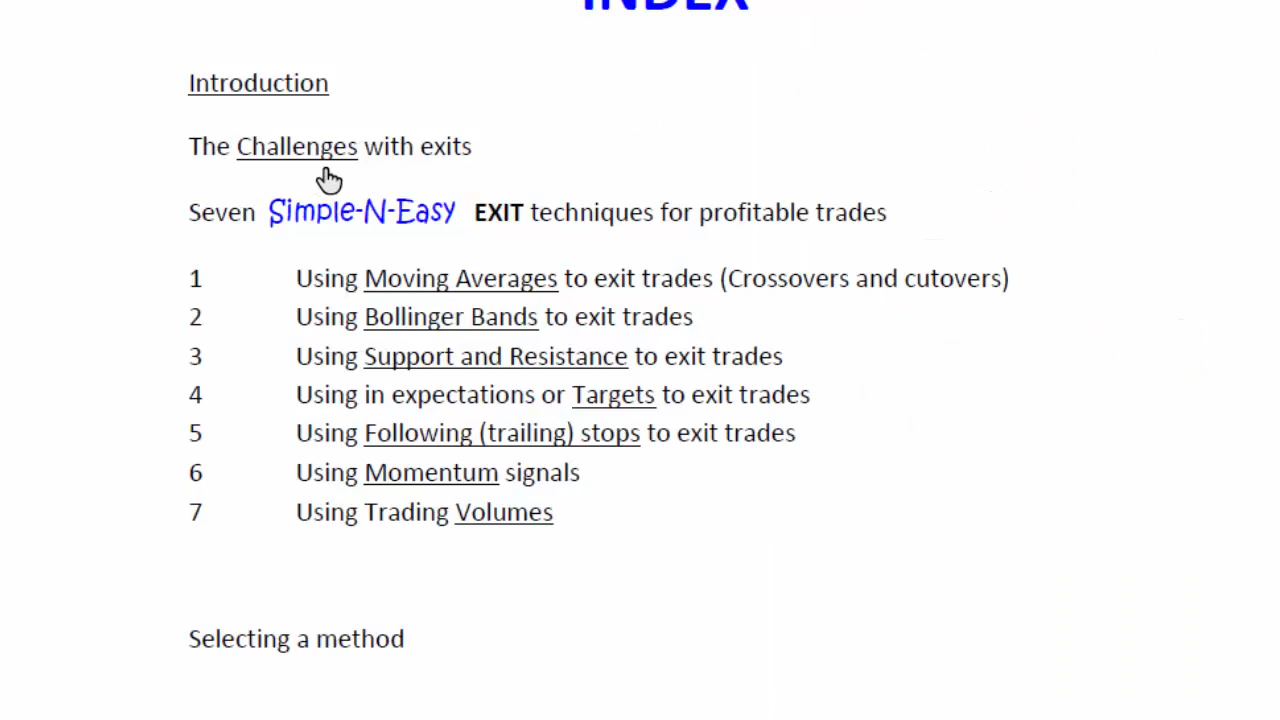 INDEX
Introduction
The Challenges with exits
Seven Simple-N-Easy EXIT techniques for profitable trades
1 Using Moving Averages to exit trades (Crossovers and cutovers)
2 Using Bollinger Bands to exit trades
3 Using Support and Resistance to exit trades
4 Using in expectations or Targets to exit trades
5 Using Following (trailing) stops to exit trades
6 Using Momentum signals
7 Using Trading Volumes
Selecting a method